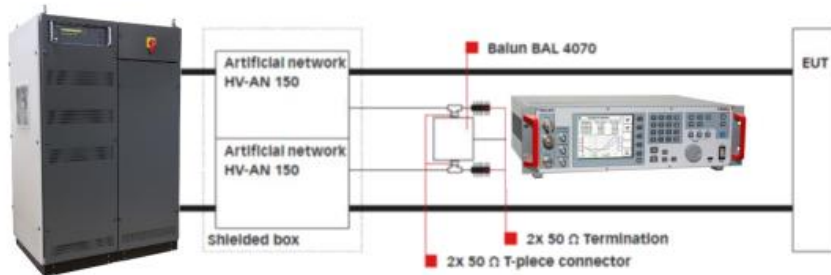 Balun BAL 4070
Artificial network
HV-AN 150
EUT
Artificial network
HV-AN 150
Shielded box
2x 50 Ω Termination
2x 50 Ω T-piece connector